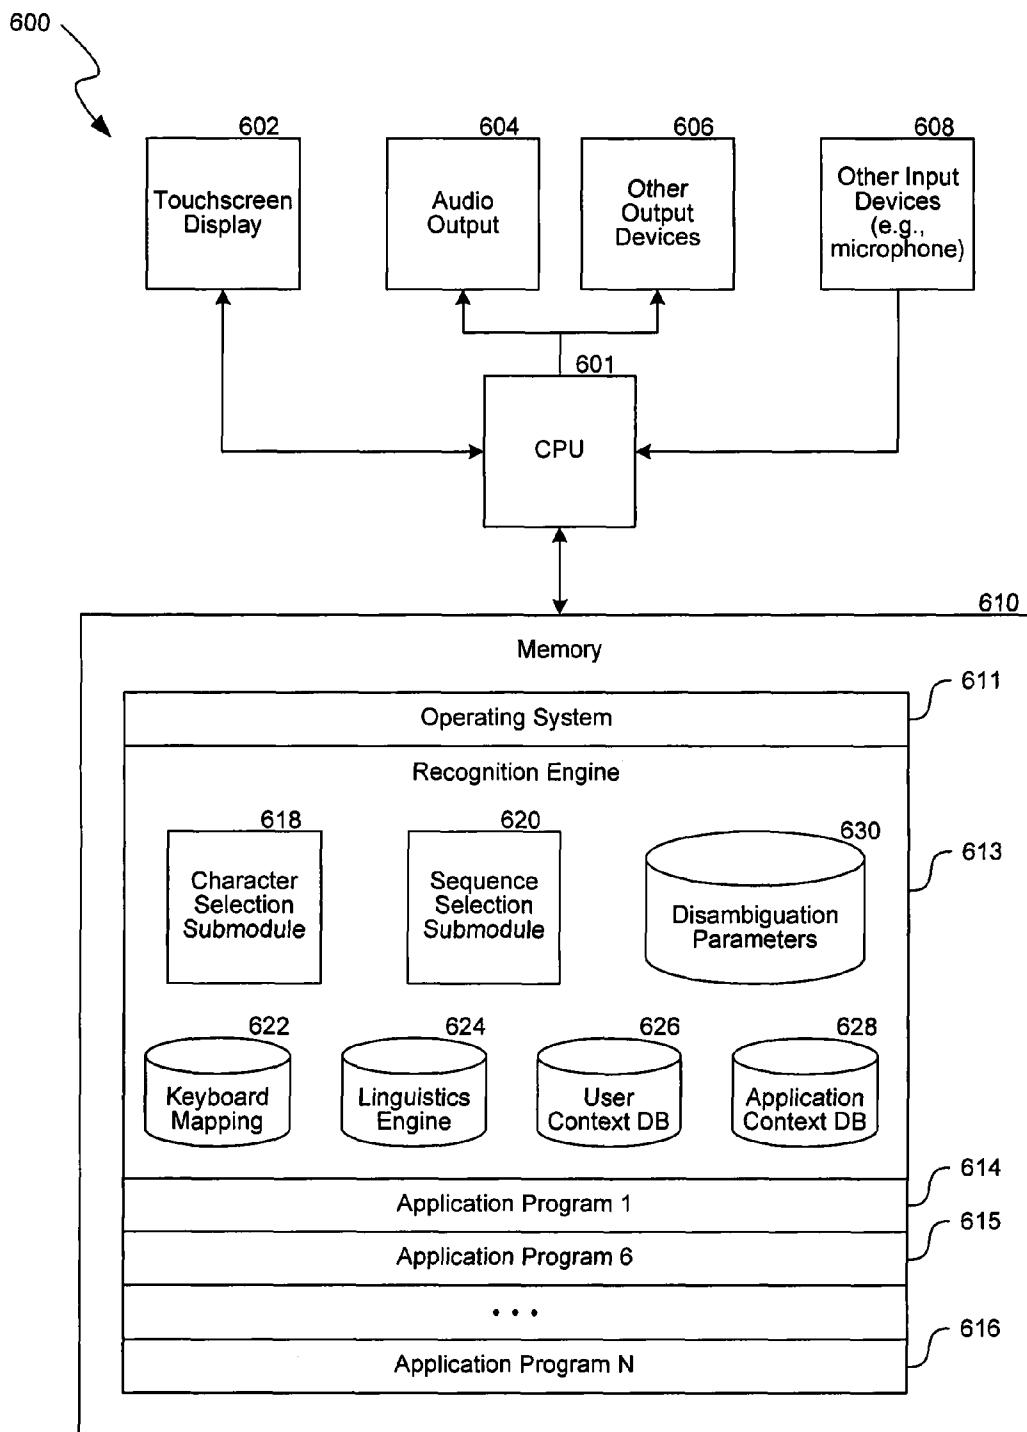 600
602
604
606
608
Touchscreen
Display
Audio
Output
Other
Output
Devices
Other Input
Devices
(e.g.,
microphone)
601
CPU
610
Memory
611
Operating System
Recognition Engine
613
618
620
630
Character
Selection
Submodule
Sequence
Selection
Submodule
Disambiguation
Parameters
622
624
626
628
Keyboard
Mapping
Linguistics
Engine
User
Context DB
Application
Context DB
614
Application Program 1
615
Application Program 6
• • •
616
Application Program N